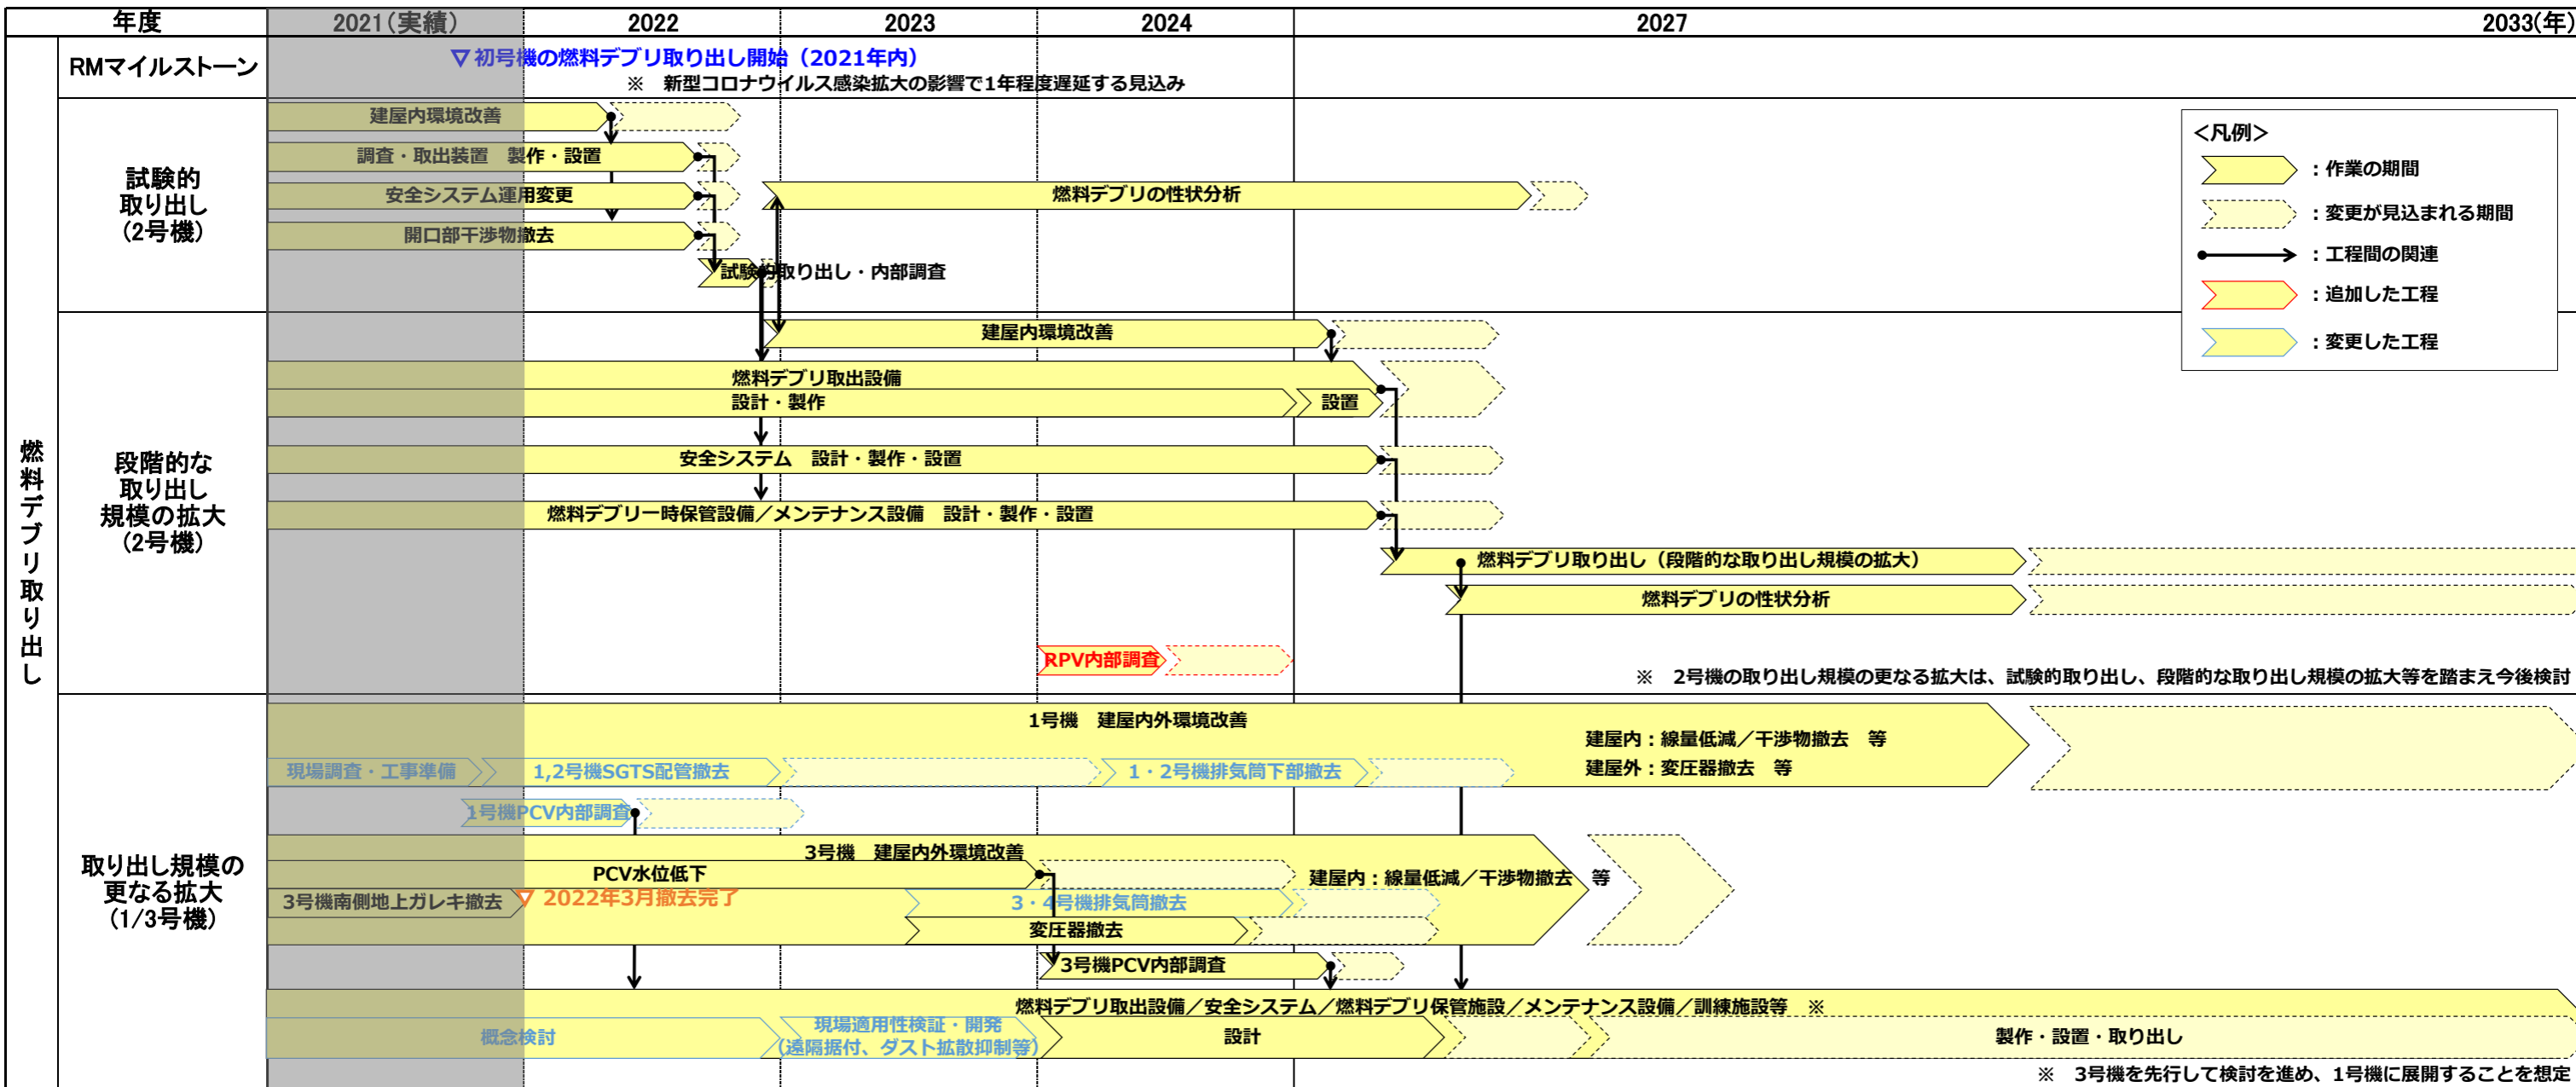 年度
2021(実績)
2022
2023
2024
2027
2033(年)
燃料デブリ取り出し
RMマイルストーン
▽初号機の燃料デブリ取り出し開始（2021年内）
※　新型コロナウイルス感染拡大の影響で1年程度遅延する見込み
試験的
取り出し
(2号機)
建屋内環境改善
調査・取出装置　製作・設置
安全システム運用変更
燃料デブリの性状分析
開口部干渉物撤去
試験的取り出し・内部調査
＜凡例＞
：作業の期間
：変更が見込まれる期間
：工程間の関連
：追加した工程
：変更した工程
段階的な
取り出し
規模の拡大
(2号機)
建屋内環境改善
燃料デブリ取出設備
設計・製作
設置
安全システム　設計・製作・設置
燃料デブリ一時保管設備／メンテナンス設備　設計・製作・設置
燃料デブリ取り出し（段階的な取り出し規模の拡大）
燃料デブリの性状分析
RPV内部調査
※　2号機の取り出し規模の更なる拡大は、試験的取り出し、段階的な取り出し規模の拡大等を踏まえ今後検討
取り出し規模の
更なる拡大
(1/3号機)
1号機　建屋内外環境改善
建屋内：線量低減／干渉物撤去　等
建屋外：変圧器撤去　等
現場調査・工事準備
1,2号機SGTS配管撤去
1・2号機排気筒下部撤去
1号機PCV内部調査
3号機　建屋内外環境改善
PCV水位低下
建屋内：線量低減／干渉物撤去　等
3号機南側地上ガレキ撤去
▽ 2022年3月撤去完了
3・4号機排気筒撤去
変圧器撤去
3号機PCV内部調査
燃料デブリ取出設備／安全システム／燃料デブリ保管施設／メンテナンス設備／訓練施設等　※
概念検討
現場適用性検証・開発
（遠隔据付、ダスト拡散抑制等）
設計
製作・設置・取り出し
※　3号機を先行して検討を進め、1号機に展開することを想定